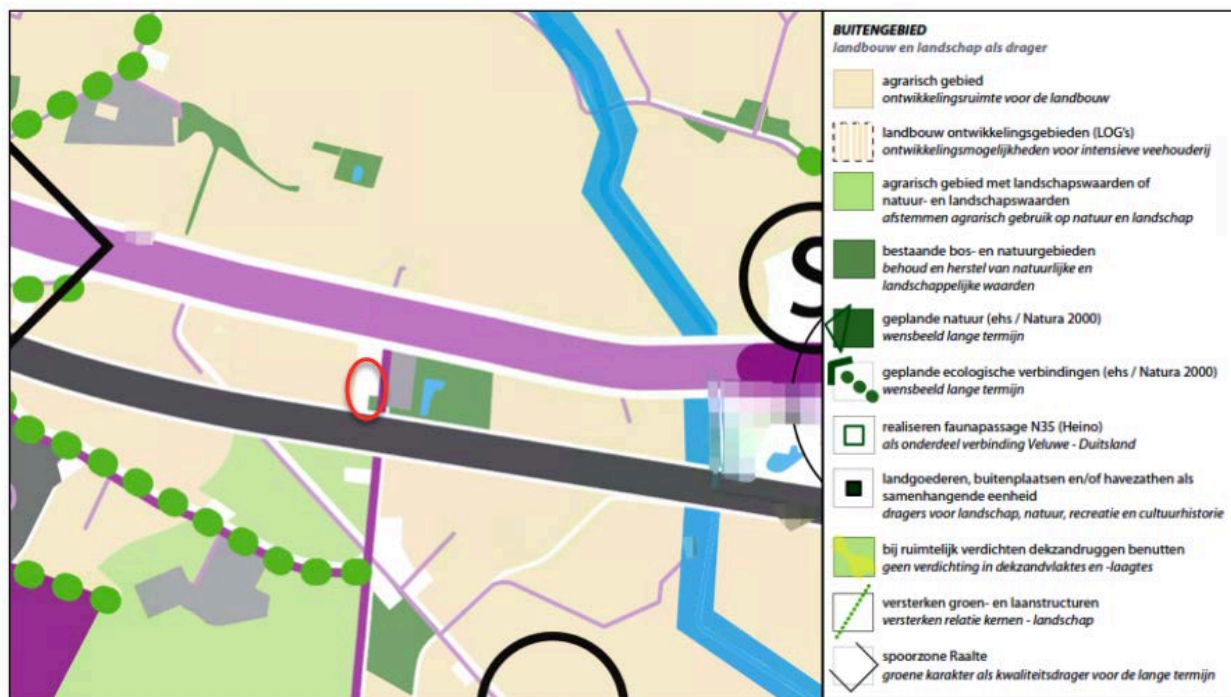 S
BUITENGEBIED
landbouw en landschap als drager
agrarisch gebied
ontwikkelingsruimte voor de landbouw
landbouw ontwikkelingsgebieden (LOG's)
ontwikkelingsmogelijkheden voor intensieve veehouderij
agrarisch gebied met landschapswaarden of
natuur- en landschapswaarden
afstemmen agrarisch gebruik op natuur en landschap
bestaande bos- en natuurgebieden
behoud en herstel van natuurlijke en
landschappelijke waarden
geplande natuur (ehs / Natura 2000)
wensbeeld lange termijn
geplande ecologische verbindingen (ehs / Natura 2000)
wensbeeld lange termijn
realiseren faunapassage N35 (Heino)
als onderdeel verbinding Veluwe - Duitsland
landgoederen, buitenplaatsen en/of havezathen als
samenhangende eenheid
dragers voor landschap, natuur, recreatie en cultuurhistorie
bij ruimtelijk verdichten dekzandruggen benutten
geen verdichting in dekzandvlaktes en -laagtes
versterken groen- en laanstructuren
versterken relatie kernen - landschap
spoorzone Raalte
groene karakter als kwaliteitsdrager voor de lange termijn